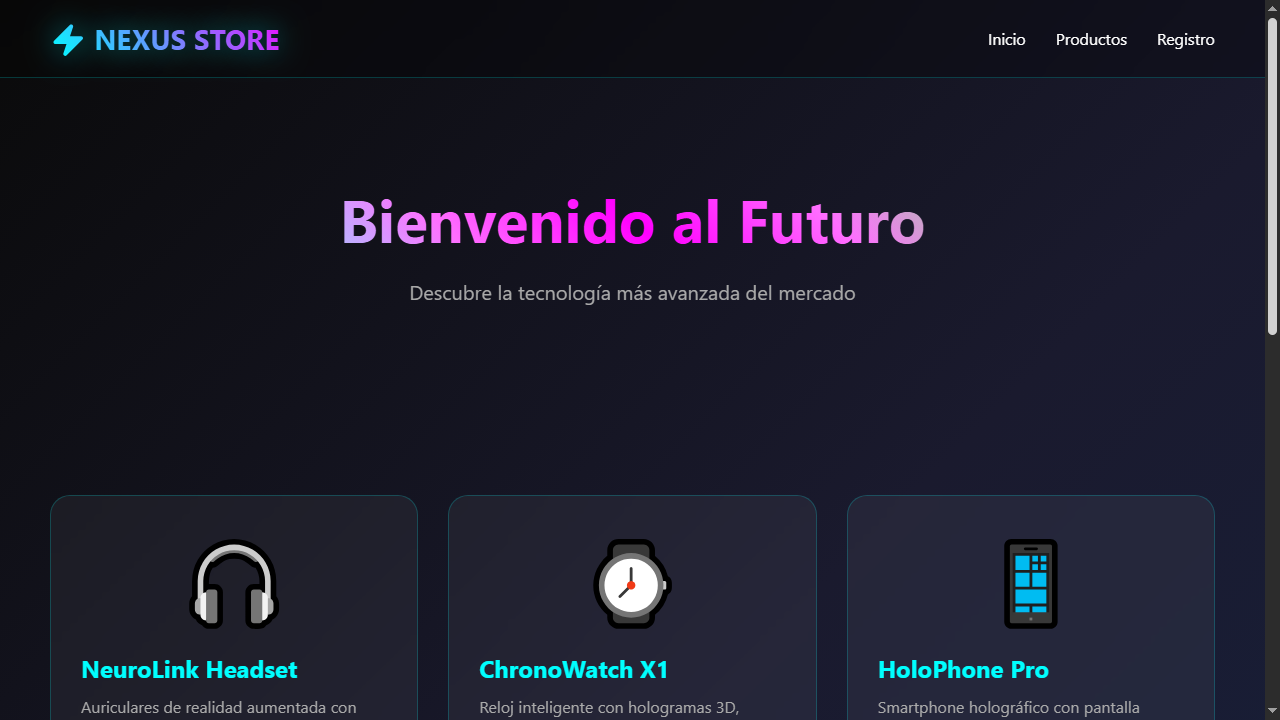 NEXUS STORE
Inicio
Productos
Registro
Bienvenido al Futuro
Descubre la tecnología más avanzada del mercado
NeuroLink Headset
Auriculares de realidad aumentada con
ChronoWatch X1
Reloj inteligente con hologramas 3D,
HoloPhone Pro
Smartphone holográfico con pantalla